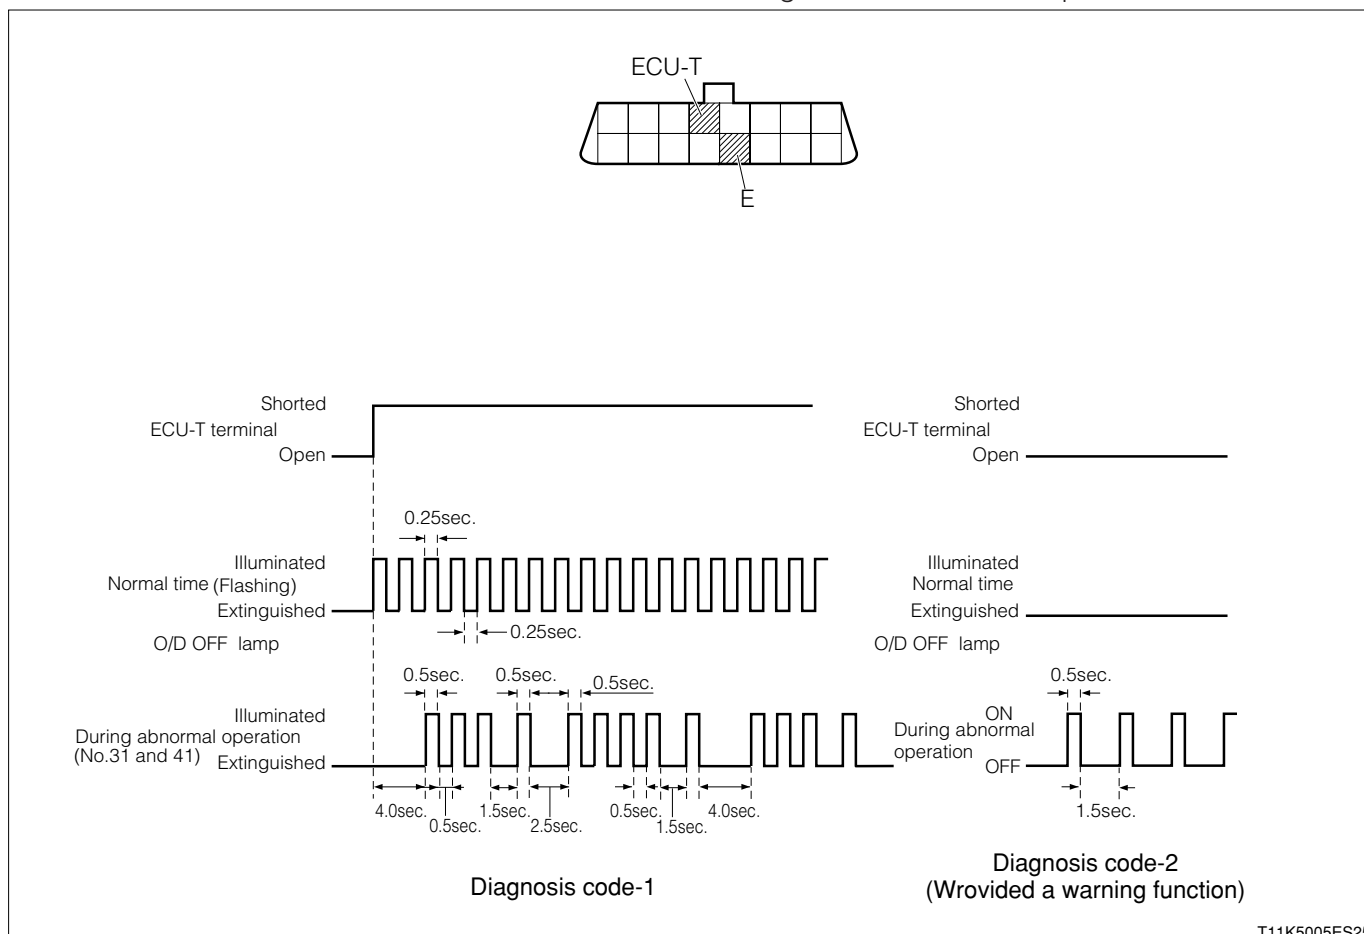 ECU-T
E
Shorted
ECU-T terminal
Open
0.25sec.
Illuminated
Normal time (Flashing)
Extinguished
0.25sec.
O/D OFF lamp
0.5sec.
0.5sec.
0.5sec.
Illuminated
During abnormal operation
(No.31 and 41)
Extinguished
4.0sec.
0.5sec.
1.5sec.
2.5sec.
0.5sec.
1.5sec.
4.0sec.
Diagnosis code-1
Shorted
ECU-T terminal
Open
Illuminated
Normal time
Extinguished
O/D OFF lamp
0.5sec.
ON
During abnormal
operation
OFF
1.5sec.
Diagnosis code-2
(Wrovided a warning function)